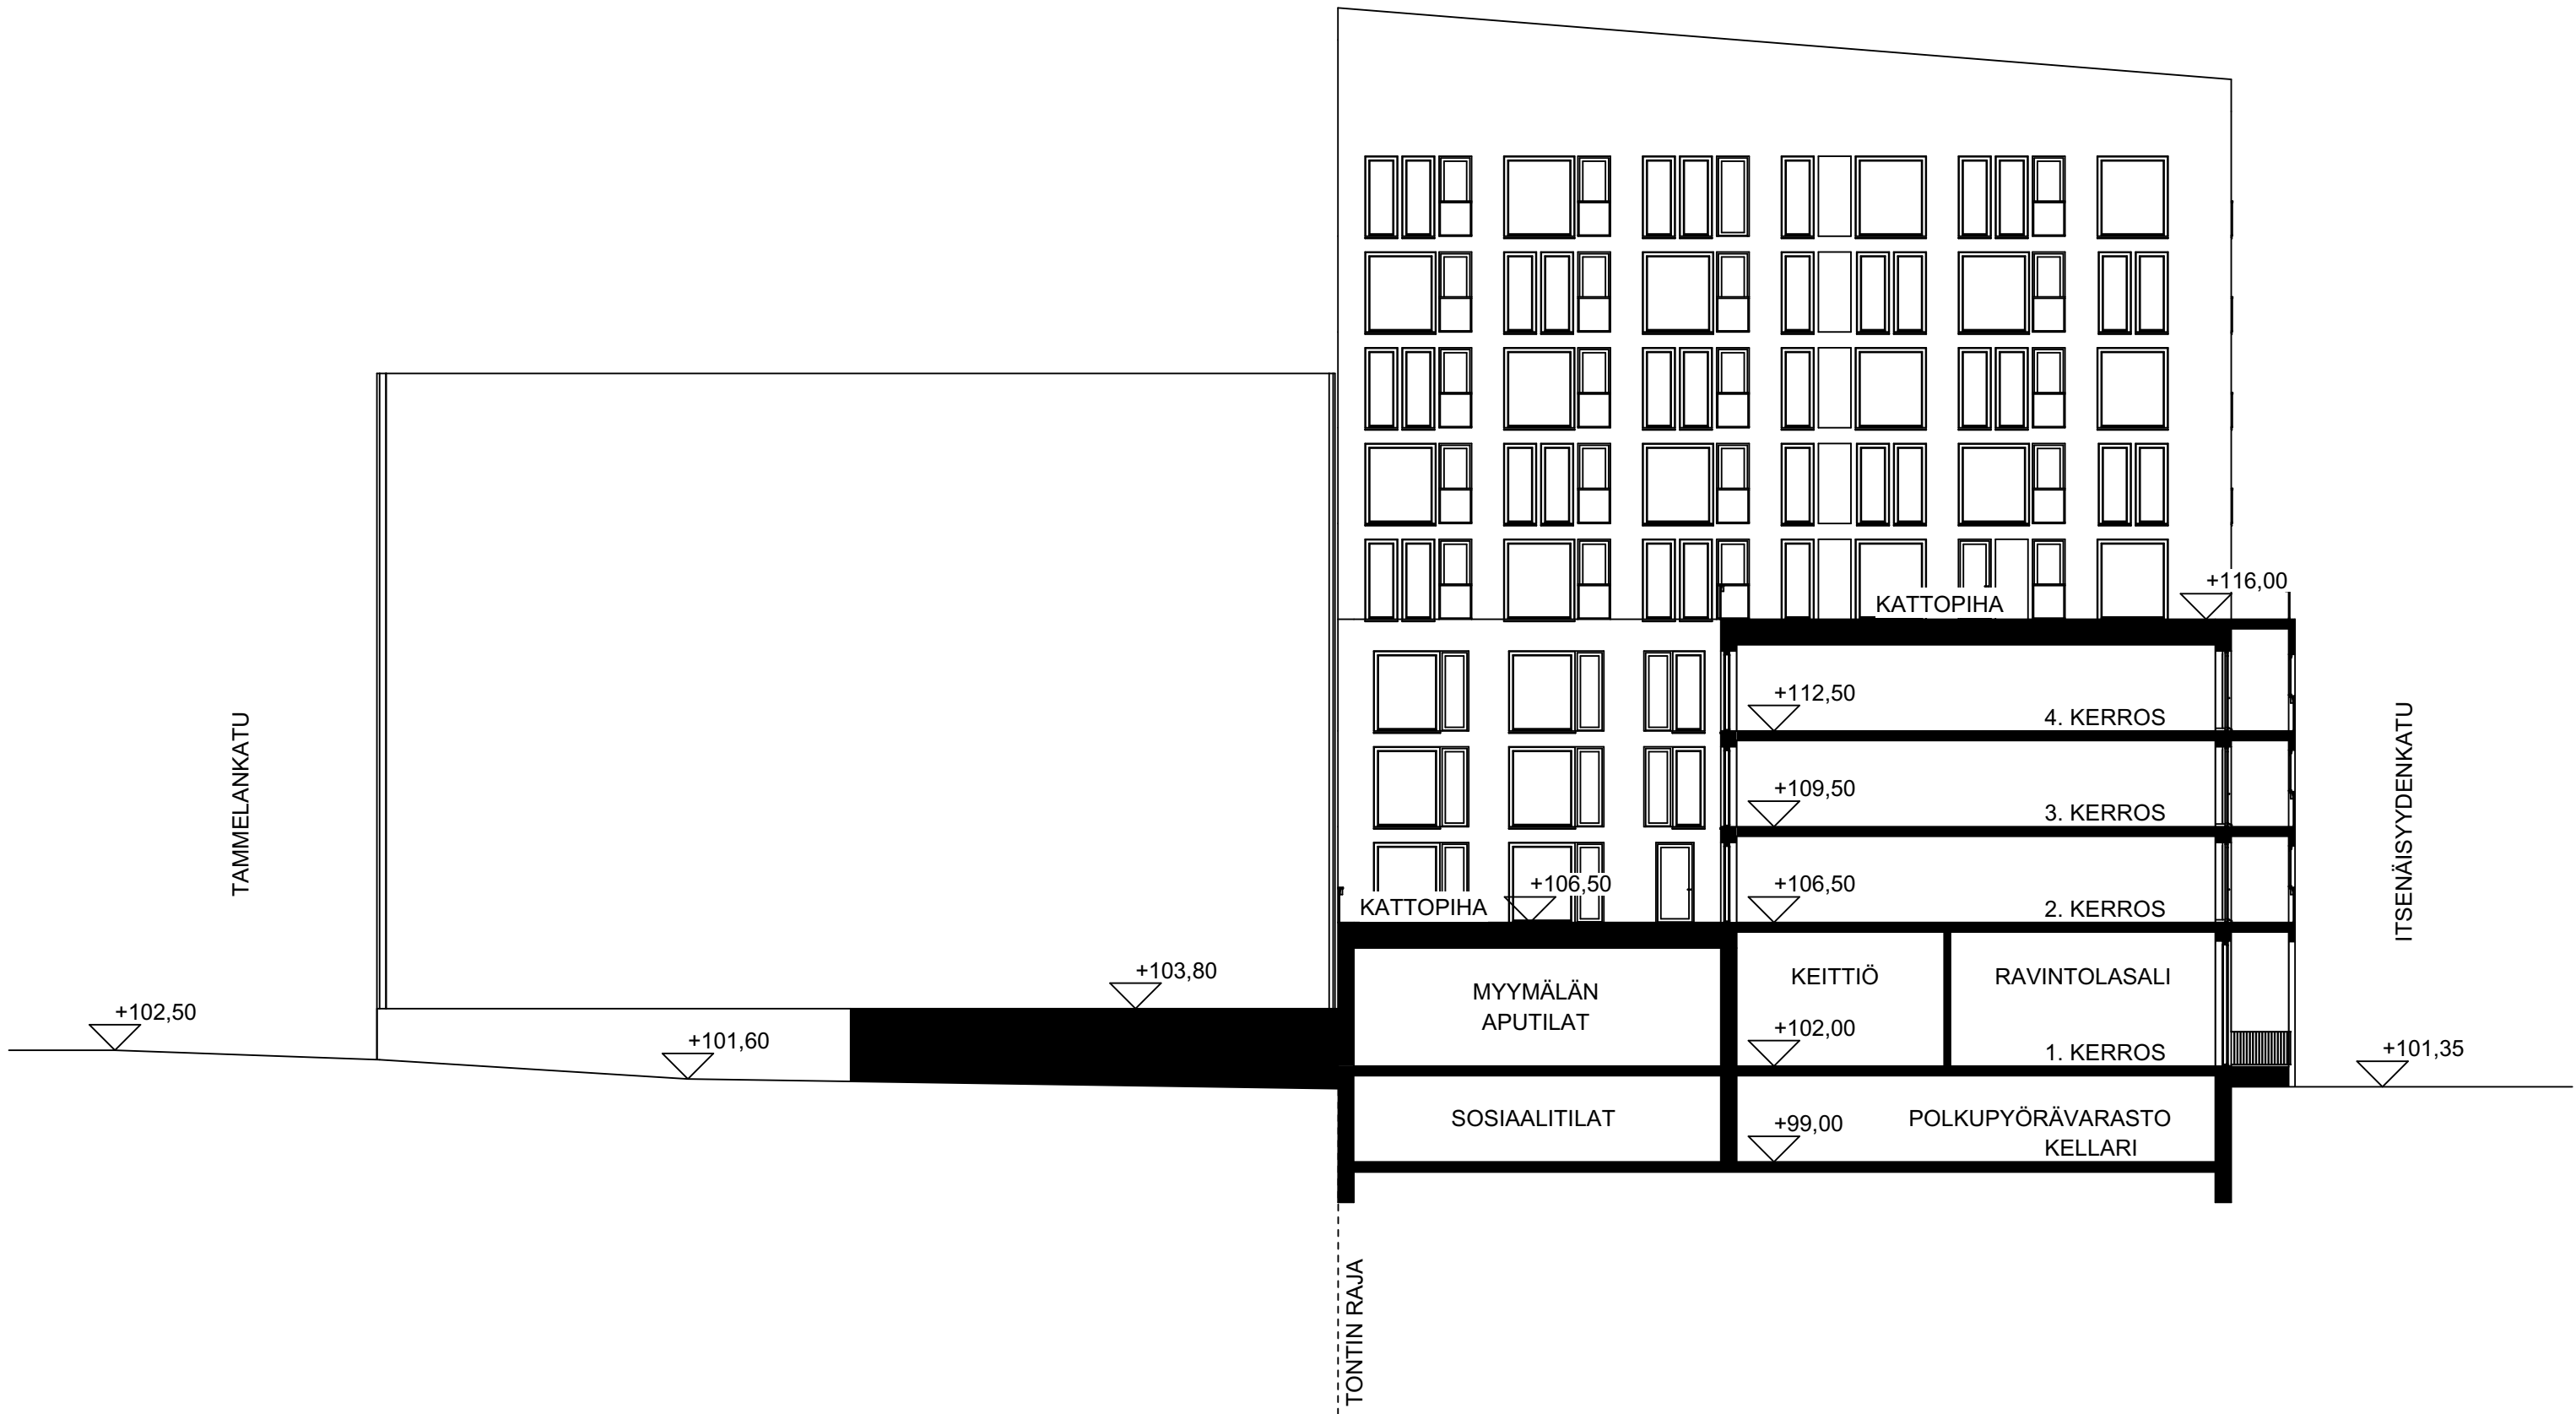 +116,00
KATTOPIHA
+112,50
4. KERROS
+109,50
3. KERROS
+106,50
+106,50
KATTOPIHA
2. KERROS
TAMMELANKATU
ITSENÄISYYDENKATU
+103,80
MYYMÄLÄN
APUTILAT
KEITTIÖ
RAVINTOLASALI
+102,50
+101,60
+102,00
1. KERROS
+101,35
SOSIAALITILAT
+99,00
POLKUPYÖRÄVARASTO
KELLARI
TONTIN RAJA